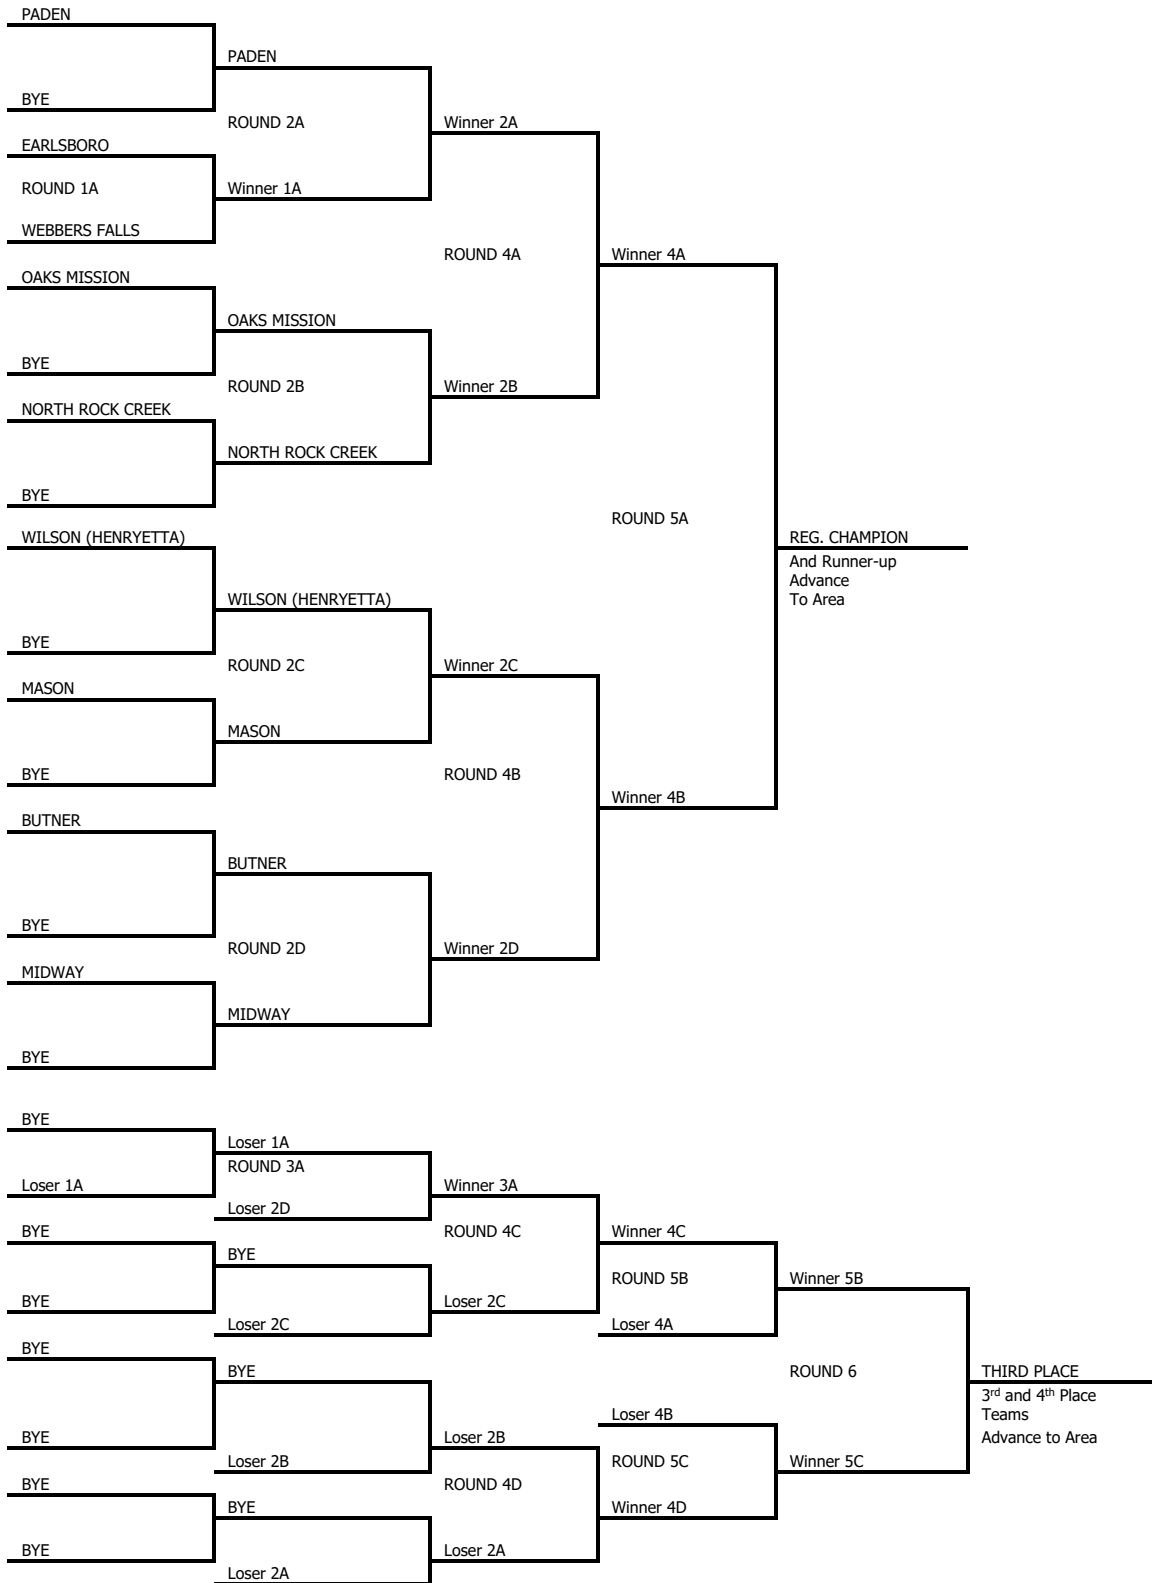 PADEN
PADEN
BYE
ROUND 2A
Winner 2A
EARLSBORO
ROUND 1A
Winner 1A
WEBBERS FALLS
ROUND 4A
Winner 4A
OAKS MISSION
OAKS MISSION
BYE
ROUND 2B
Winner 2B
NORTH ROCK CREEK
NORTH ROCK CREEK
BYE
ROUND 5A
WILSON (HENRYETTA)
REG. CHAMPION
And Runner-up
Advance
To Area
WILSON (HENRYETTA)
BYE
ROUND 2C
Winner 2C
MASON
MASON
BYE
ROUND 4B
Winner 4B
BUTNER
BUTNER
BYE
ROUND 2D
Winner 2D
MIDWAY
MIDWAY
BYE
BYE
Loser 1A
ROUND 3A
Loser 1A
Winner 3A
Loser 2D
BYE
ROUND 4C
Winner 4C
BYE
ROUND 5B
Winner 5B
BYE
Loser 2C
Loser 2C
Loser 4A
BYE
BYE
ROUND 6
THIRD PLACE
3rd and 4th Place
Teams
Advance to Area
Loser 4B
BYE
Loser 2B
Loser 2B
ROUND 5C
Winner 5C
BYE
ROUND 4D
BYE
Winner 4D
BYE
Loser 2A
Loser 2A